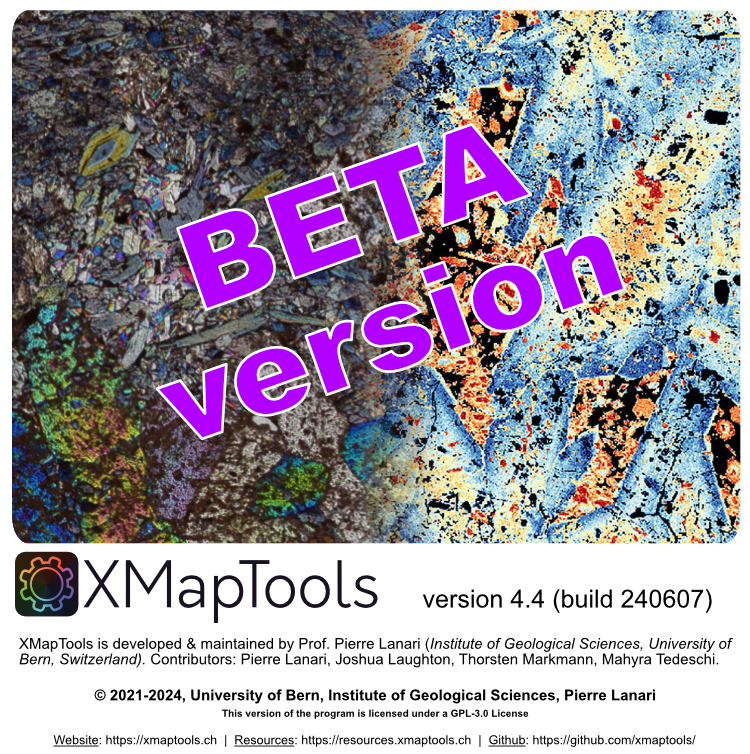 BETA
version
XMapTools
version 4.4 (build 240607)
XMapTools is developed & maintained by Prof. Pierre Lanari (Institute of Geological Sciences, University of
Bern, Switzerland). Contributors: Pierre Lanari, Joshua Laughton, Thorsten Markmann, Mahyra Tedeschi.
© 2021-2024, University of Bern, Institute of Geological Sciences, Pierre Lanari
This version of the program is licensed under a GPL-3.0 License
Website: https://xmaptools.ch | Resources: https://resources.xmaptools.ch | Github: https://github.com/xmaptools/